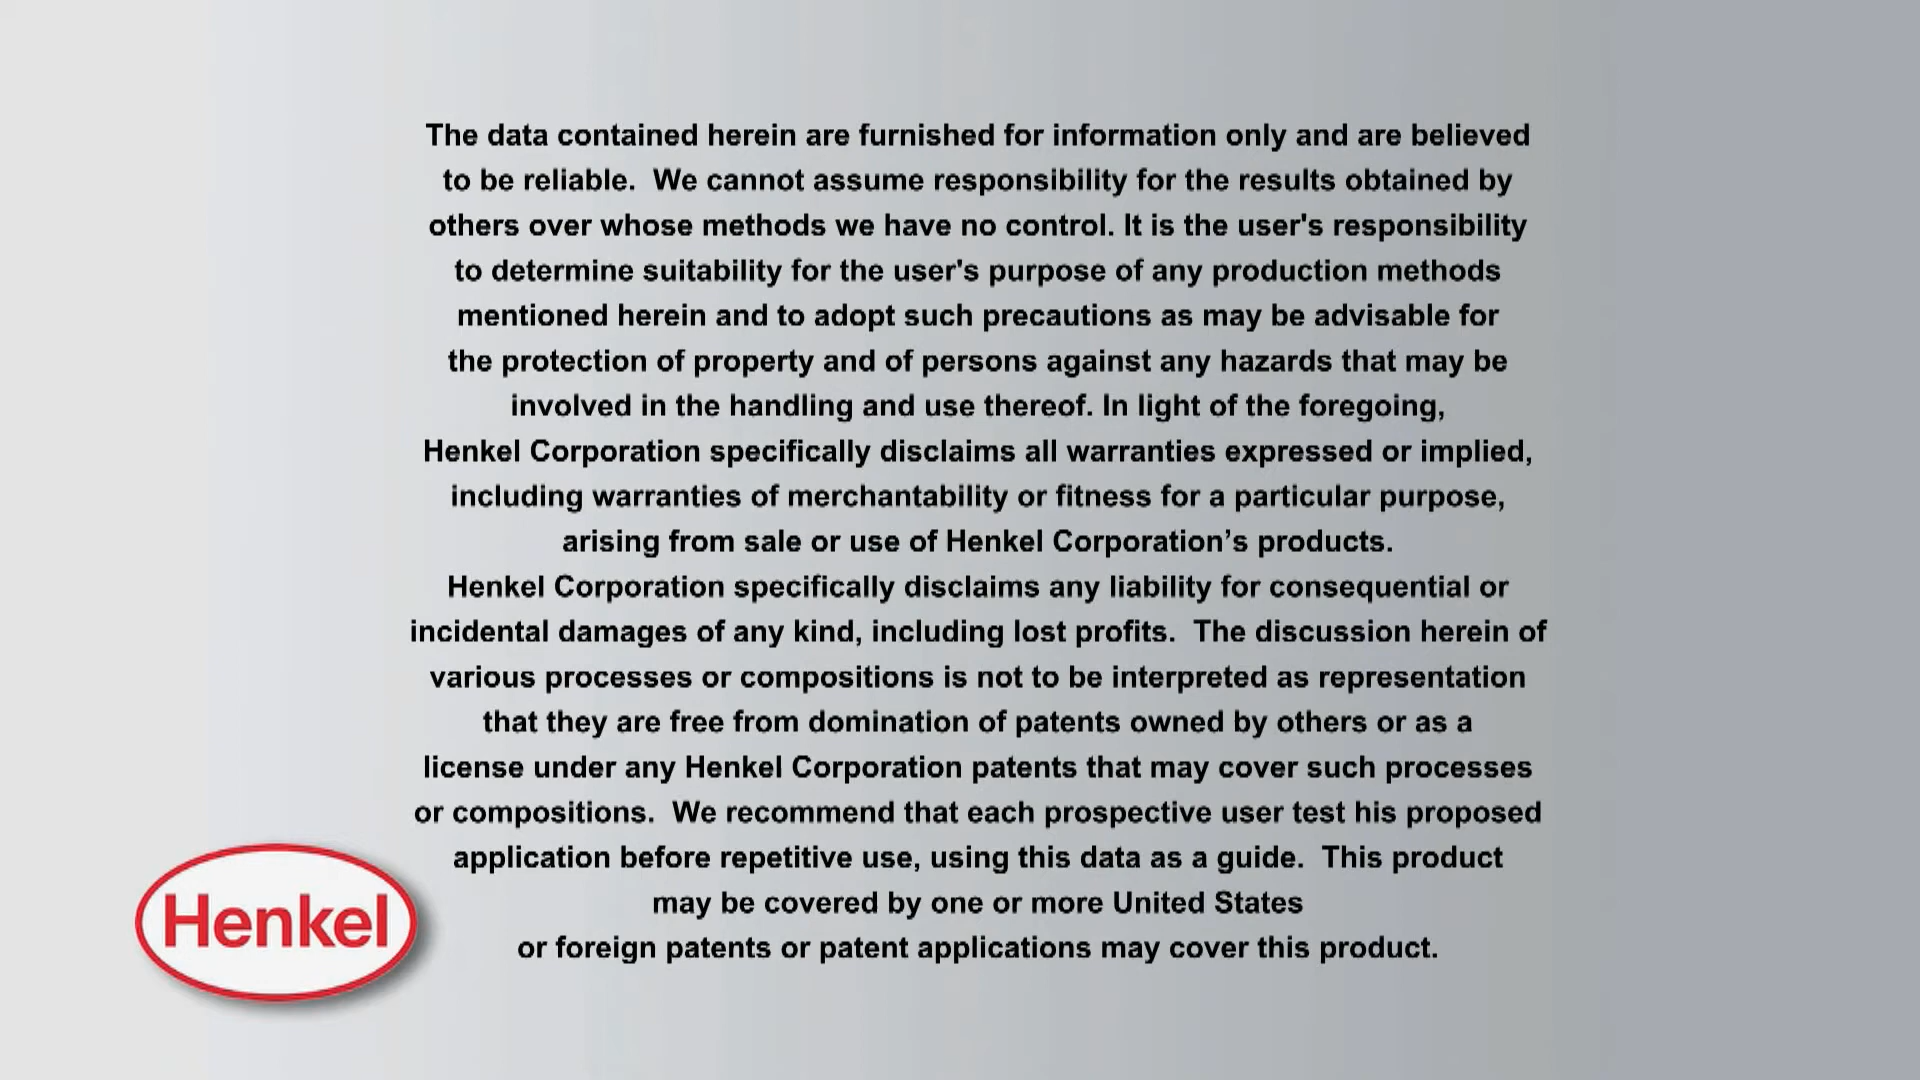 The data contained herein are furnished for information only and are believed
to be reliable.  We cannot assume responsibility for the results obtained by
others over whose methods we have no control. It is the user's responsibility
to determine suitability for the user's purpose of any production methods
mentioned herein and to adopt such precautions as may be advisable for
the protection of property and of persons against any hazards that may be
involved in the handling and use thereof. In light of the foregoing,
Henkel Corporation specifically disclaims all warranties expressed or implied,
including warranties of merchantability or fitness for a particular purpose,
arising from sale or use of Henkel Corporation’s products.
Henkel Corporation specifically disclaims any liability for consequential or
incidental damages of any kind, including lost profits.  The discussion herein of
various processes or compositions is not to be interpreted as representation
that they are free from domination of patents owned by others or as a
license under any Henkel Corporation patents that may cover such processes
or compositions.  We recommend that each prospective user test his proposed
application before repetitive use, using this data as a guide.  This product
may be covered by one or more United States
or foreign patents or patent applications may cover this product.
Henkel